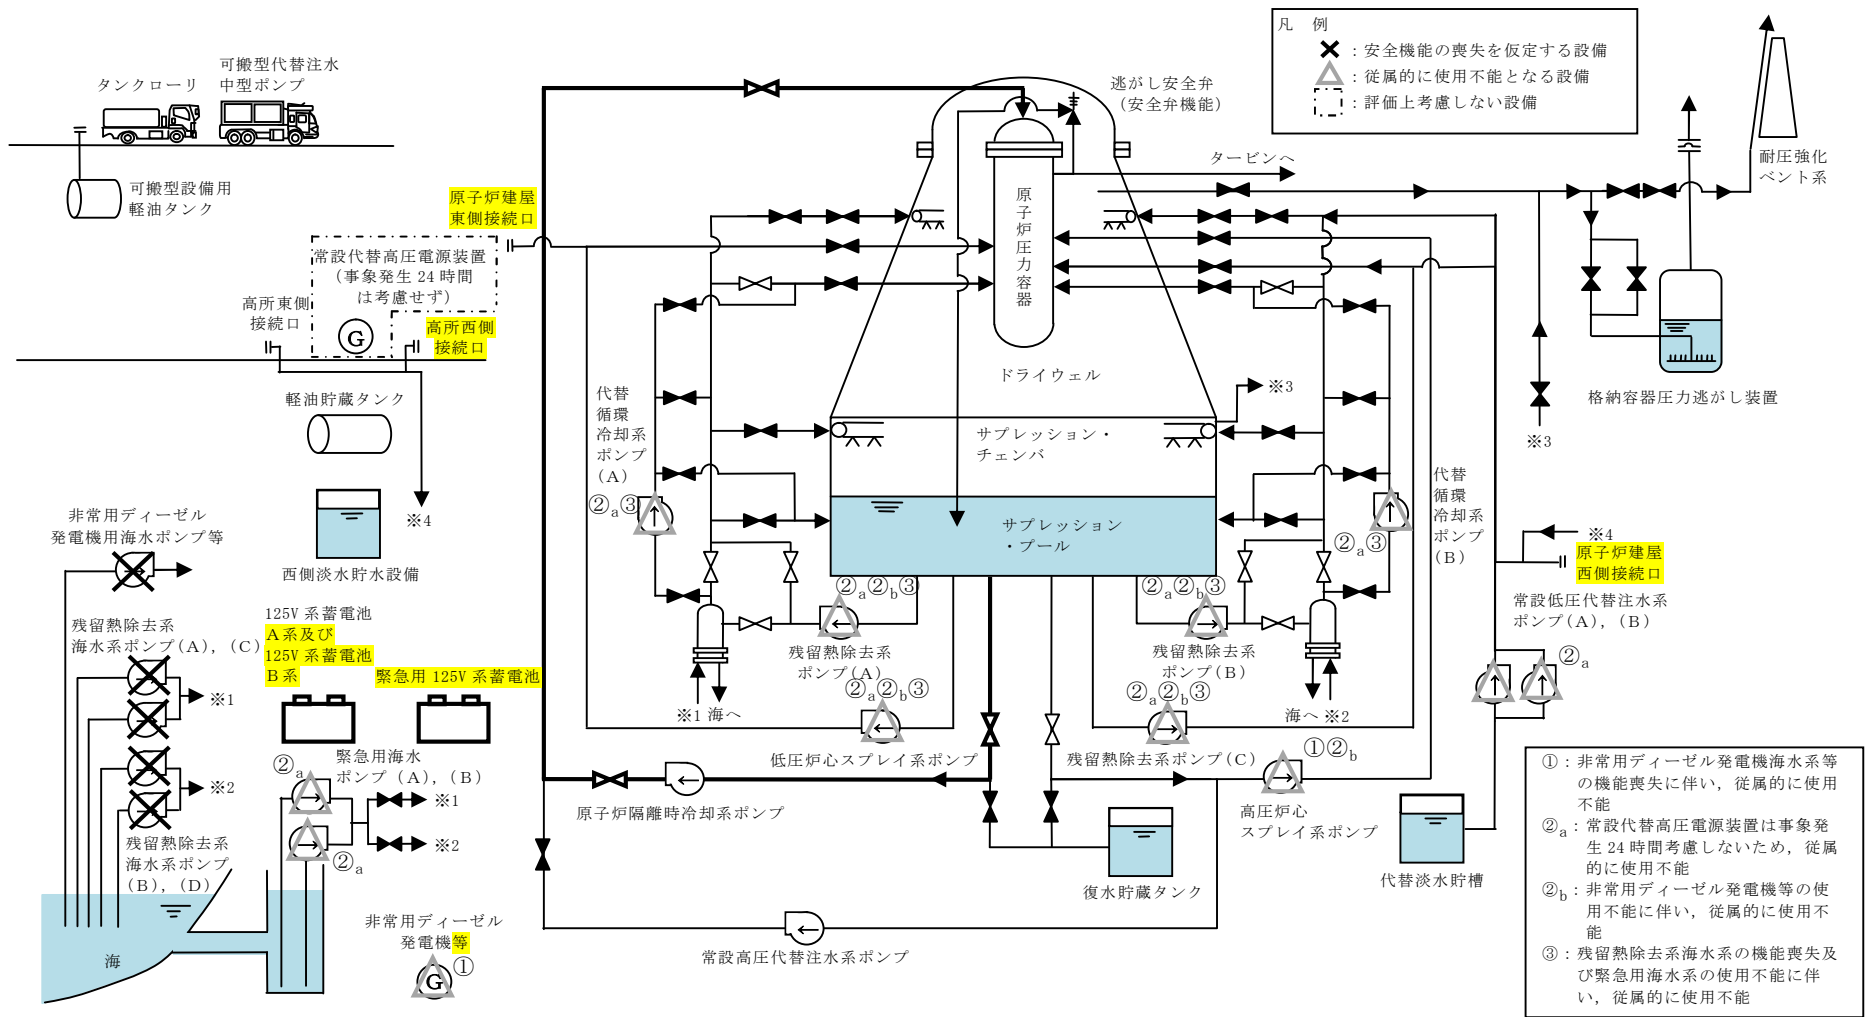 凡 例
：安全機能の喪失を仮定する設備
：従属的に使用不能となる設備
：評価上考慮しない設備
タンクローリ
可搬型代替注水
中型ポンプ
可搬型設備用
軽油タンク
逃がし安全弁
（安全弁機能）
タービンへ
耐圧強化
ベント系
原子炉建屋
東側接続口
常設代替高圧電源装置
（事象発生 24 時間
は考慮せず）
G
高所東側
接続口
高所西側
接続口
原子炉圧力容器
ドライウェル
※3
格納容器圧力逃がし装置
※3
軽油貯蔵タンク
※4
代替
循環
冷却系
ポンプ
（A）
②a③
サプレッション・
チェンバ
サプレッション
・プール
代替
循環
冷却系
ポンプ
（B）
②a③
西側淡水貯水設備
非常用ディーゼル
発電機用海水ポンプ等
※4
原子炉建屋
西側接続口
常設低圧代替注水系
ポンプ（A），（B）
②a
残留熱除去系
海水系ポンプ（A），（C）
※1
※2
残留熱除去系
海水系ポンプ
（B），（D）
125V 系蓄電池
A系及び
125V 系蓄電池
B系
緊急用 125V 系蓄電池
緊急用海水
ポンプ（A），（B）
②a
※1
※2
②a
②a②b③
残留熱除去系
ポンプ（A）
②a②b③
残留熱除去系
ポンプ（B）
※1 海へ
海へ ※2
②a②b③
低圧炉心スプレイ系ポンプ
②a②b③
残留熱除去系ポンプ（C）
①②b
高圧炉心
スプレイ系ポンプ
原子炉隔離時冷却系ポンプ
復水貯蔵タンク
代替淡水貯槽
常設高圧代替注水系ポンプ
海
非常用ディーゼル
発電機等
①
G
①：非常用ディーゼル発電機海水系等
の機能喪失に伴い，従属的に使用
不能
②a：常設代替高圧電源装置は事象発
生 24 時間考慮しないため，従属
的に使用不能
②b：非常用ディーゼル発電機等の使
用不能に伴い，従属的に使用不
能
③：残留熱除去系海水系の機能喪失及
び緊急用海水系の使用不能に伴
い，従属的に使用不能